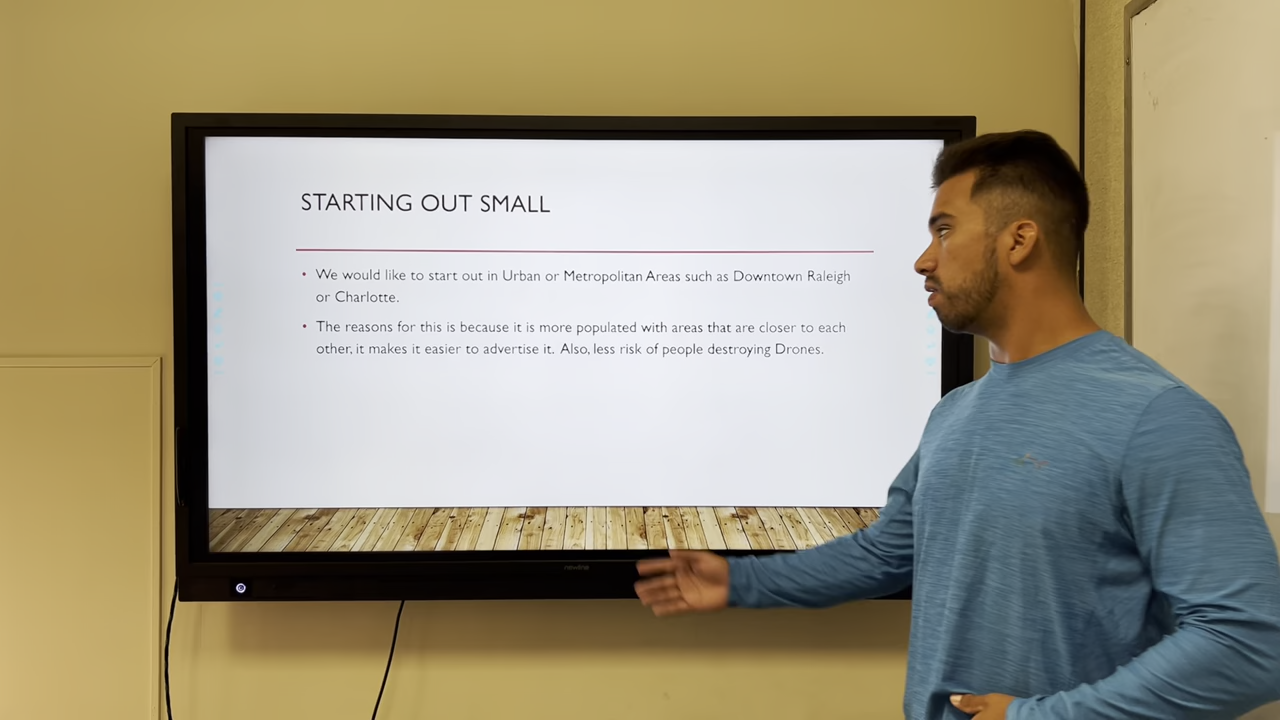 STARTING OUT SMALL
• We would like to start out in Urban or Metropolitan Areas such as Downtown Raleigh
or Charlotte.
• The reasons for this is because it is more populated with areas that are closer to each
other, it makes it easier to advertise it. Also, less risk of people destroying Drones.
newline